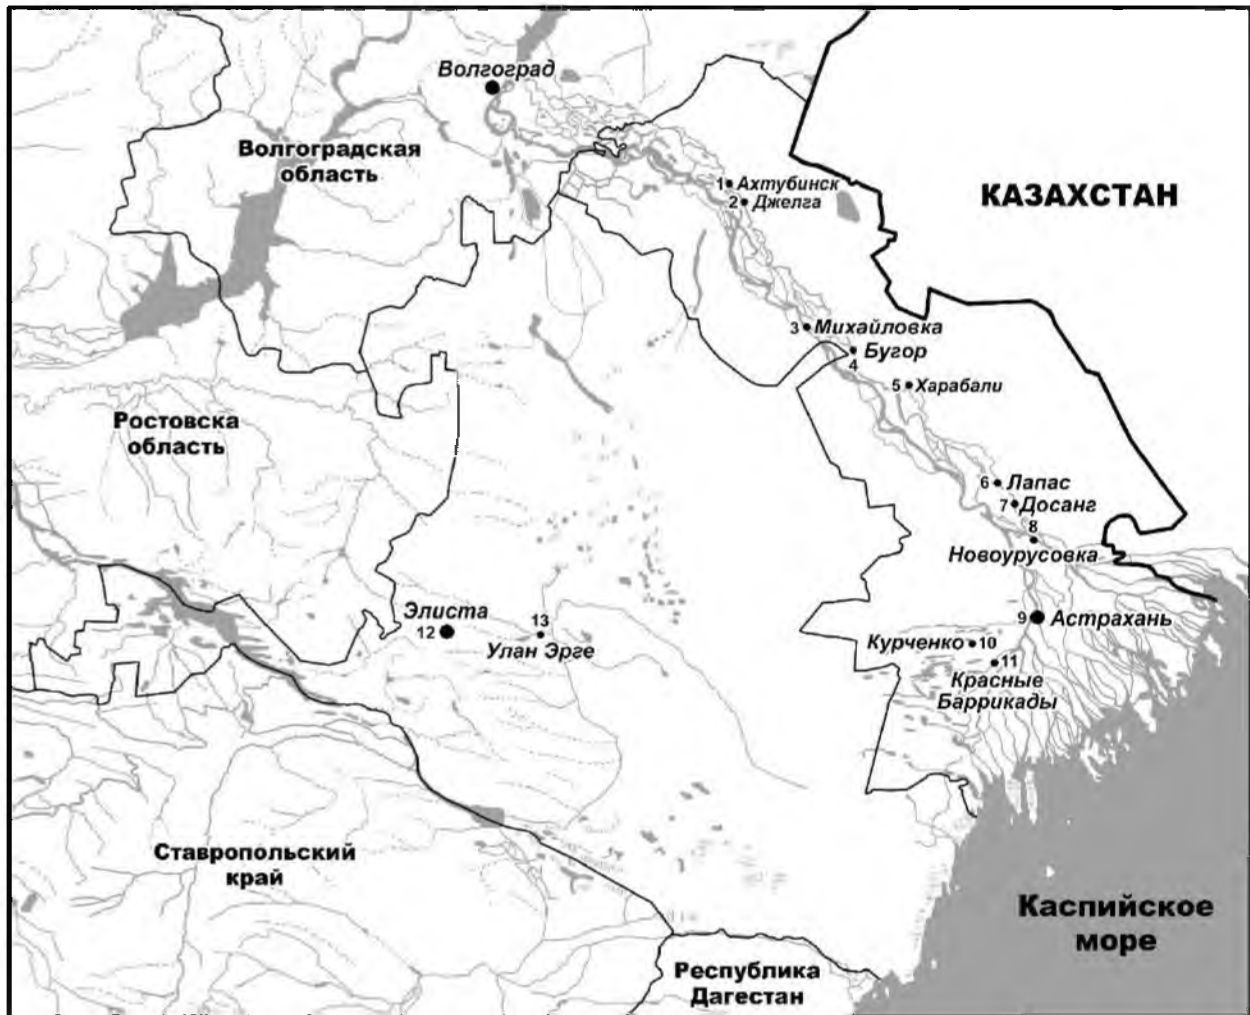 Волгоград
Волгоградская
область
КАЗАХСТАН
1 Ахтубинск
2 Джелга
3 Михайловка
Бугор
4
5 Харабали
Ростовска
область
6 Лапас
7 Досанг
8
Новоурусовка
Элиста
12
13
Улан Эрге
9 Астрахань
Курченко 10
11
Красные
Баррикады
Ставропольский
край
Каспийское
море
Республика
Дагестан